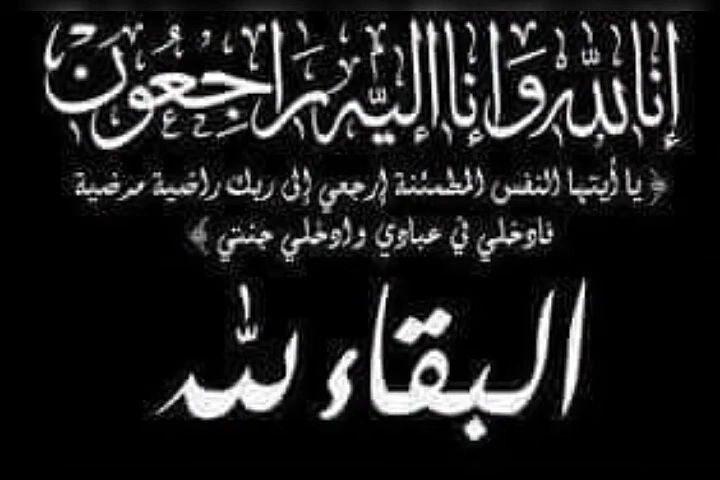 إنا لله وإنا إليه راجعون
﴿ يا أيتها النفس المطمئنة إرجعي إلى ربك راضية مرضية
فادخلي في عبادي وادخلي جنتي ﴾
البقاء لله